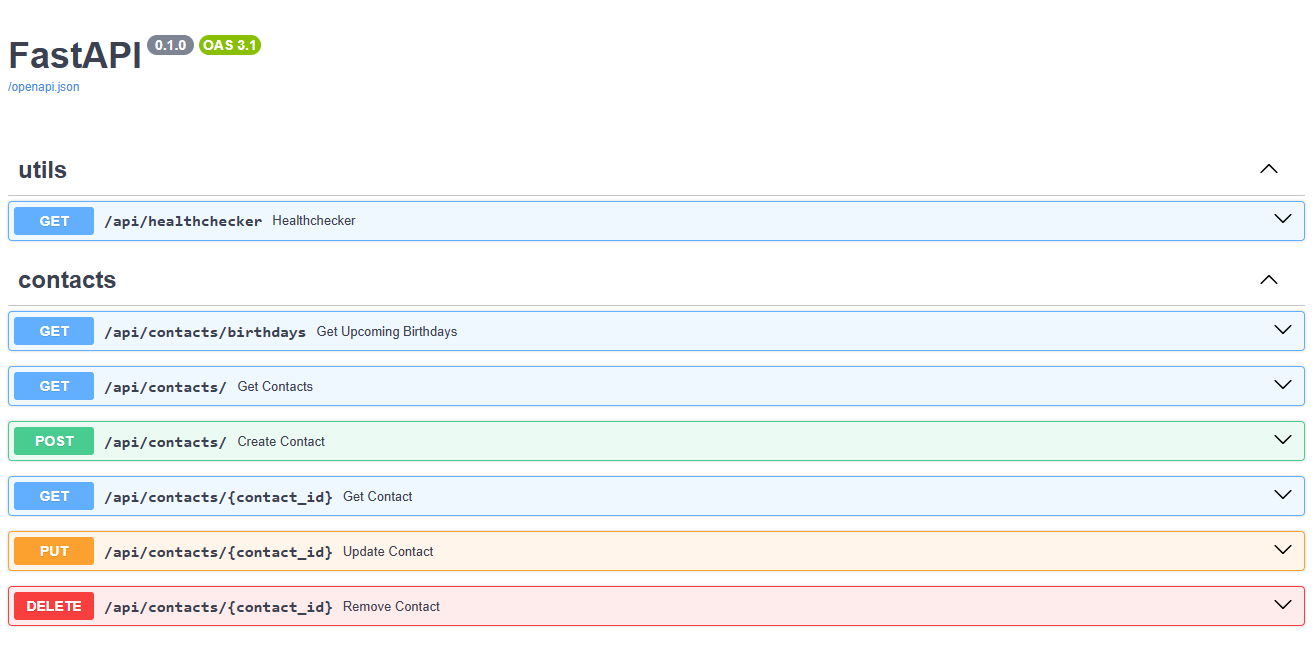 FastAPI 0.1.0 OAS 3.1
/openapi.json
utils
GET /api/healthchecker Healthchecker
contacts
GET /api/contacts/birthdays Get Upcoming Birthdays
GET /api/contacts/ Get Contacts
POST /api/contacts/ Create Contact
GET /api/contacts/{contact_id} Get Contact
PUT /api/contacts/{contact_id} Update Contact
DELETE /api/contacts/{contact_id} Remove Contact